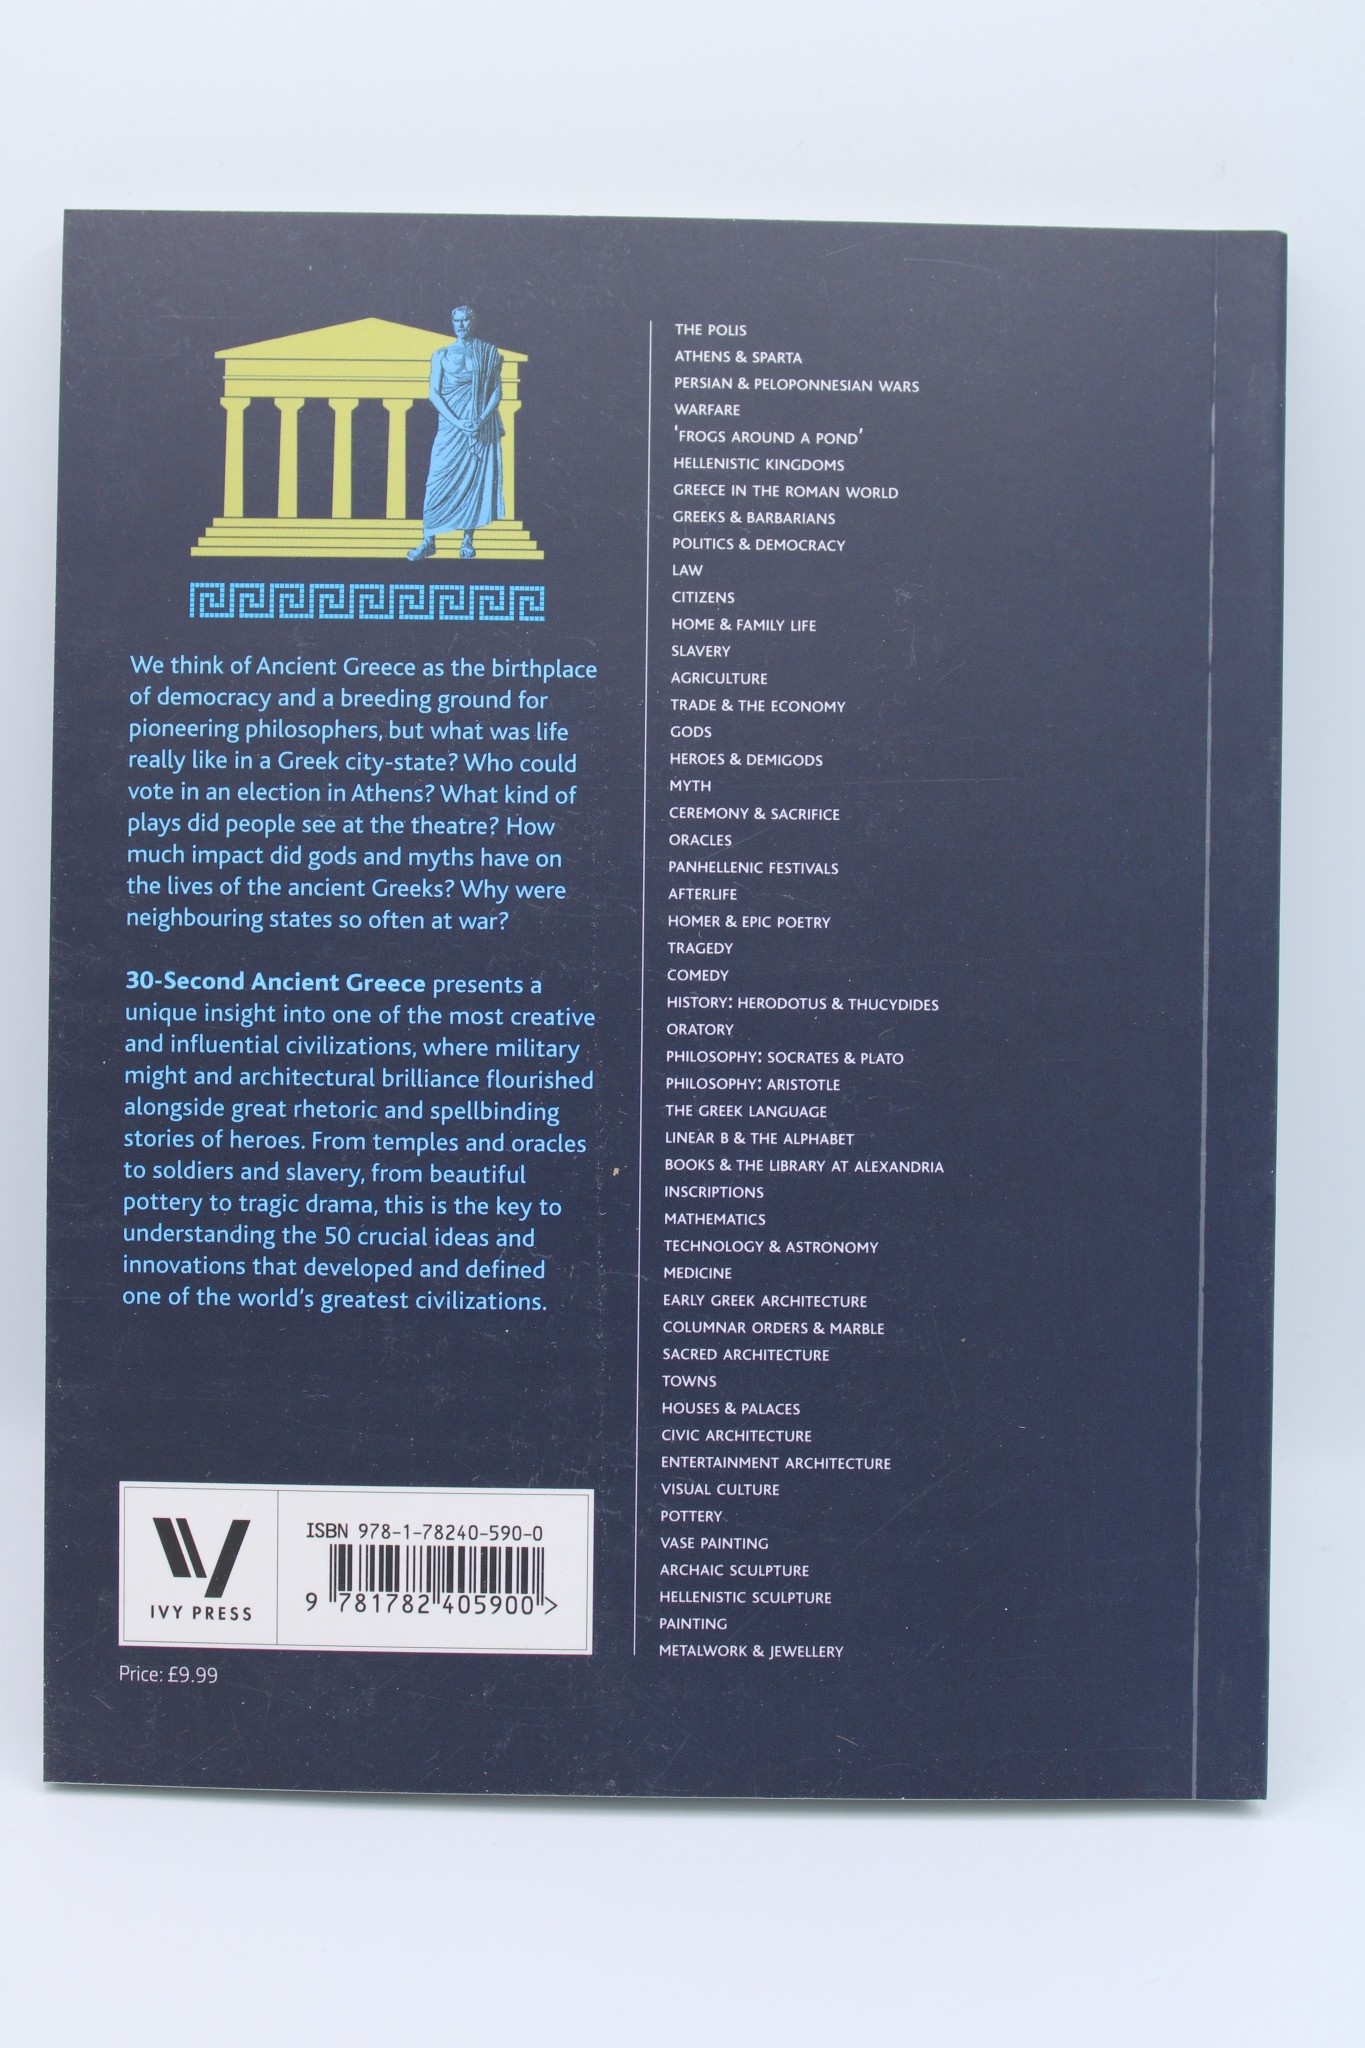 We think of Ancient Greece as the birthplace
of democracy and a breeding ground for
pioneering philosophers, but what was life
really like in a Greek city-state? Who could
vote in an election in Athens? What kind of
plays did people see at the theatre? How
much impact did gods and myths have on
the lives of the ancient Greeks? Why were
neighbouring states so often at war?
30-Second Ancient Greece presents a
unique insight into one of the most creative
and influential civilizations, where military
might and architectural brilliance flourished
alongside great rhetoric and spellbinding
stories of heroes. From temples and oracles
to soldiers and slavery, from beautiful
pottery to tragic drama, this is the key to
understanding the 50 crucial ideas and
innovations that developed and defined
one of the world's greatest civilizations.
IVY PRESS
ISBN 978-1-78240-590-0
9 781782 405900 >
Price: £9.99
THE POLIS
ATHENS & SPARTA
PERSIAN & PELOPONNESIAN WARS
WARFARE
'FROGS AROUND A POND'
HELLENISTIC KINGDOMS
GREECE IN THE ROMAN WORLD
GREEKS & BARBARIANS
POLITICS & DEMOCRACY
LAW
CITIZENS
HOME & FAMILY LIFE
SLAVERY
AGRICULTURE
TRADE & THE ECONOMY
GODS
HEROES & DEMIGODS
MYTH
CEREMONY & SACRIFICE
ORACLES
PANHELLENIC FESTIVALS
AFTERLIFE
HOMER & EPIC POETRY
TRAGEDY
COMEDY
HISTORY: HERODOTUS & THUCYDIDES
ORATORY
PHILOSOPHY: SOCRATES & PLATO
PHILOSOPHY: ARISTOTLE
THE GREEK LANGUAGE
LINEAR B & THE ALPHABET
BOOKS & THE LIBRARY AT ALEXANDRIA
INSCRIPTIONS
MATHEMATICS
TECHNOLOGY & ASTRONOMY
MEDICINE
EARLY GREEK ARCHITECTURE
COLUMNAR ORDERS & MARBLE
SACRED ARCHITECTURE
TOWNS
HOUSES & PALACES
CIVIC ARCHITECTURE
ENTERTAINMENT ARCHITECTURE
VISUAL CULTURE
POTTERY
VASE PAINTING
ARCHAIC SCULPTURE
HELLENISTIC SCULPTURE
PAINTING
METALWORK & JEWELLERY